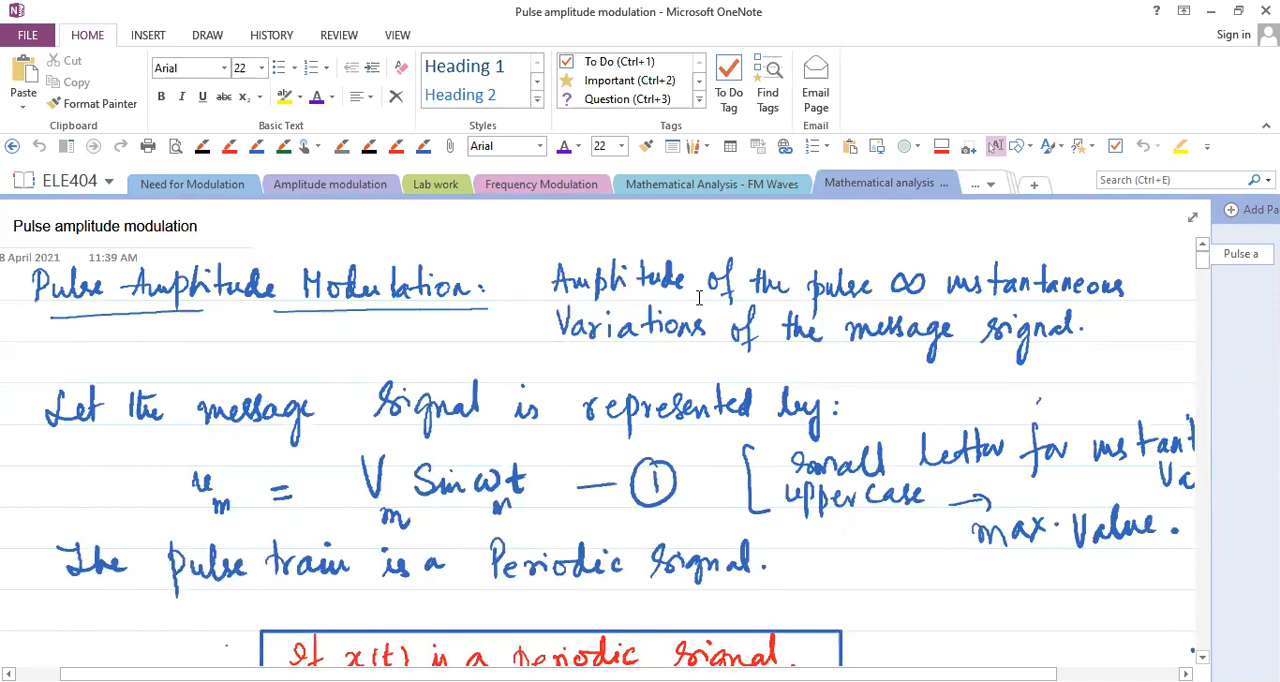 Pulse amplitude modulation - Microsoft OneNote
Sign in
FILE HOME INSERT DRAW HISTORY REVIEW VIEW
Paste
Cut
Copy
Format Painter
Clipboard
Arial 22
B I U abc X₂ A
Basic Text
Heading 1
Heading 2
Styles
To Do (Ctrl+1)
Important (Ctrl+2)
Question (Ctrl+3)
To Do Tag
Find Tags
Tags
Email Page
Email
Arial A 22
ELE404 Need for Modulation Amplitude modulation Lab work Frequency Modulation Mathematical Analysis - FM Waves Mathematical analysis ... ... Search (Ctrl+E)
Pulse amplitude modulation
Add Pa
8 April 2021 11:39 AM
Pulse a
Pulse Amplitude Modulation: Amplitude of the pulse ∞ instantaneous
Variations of the message signal.
Let the message signal is represented by:
v_m = V_m Sin ω_m t — ① [ small letter for instant
Va
uppercase → max. Value.
The pulse train is a Periodic Signal.
If x(t) is a periodic signal.